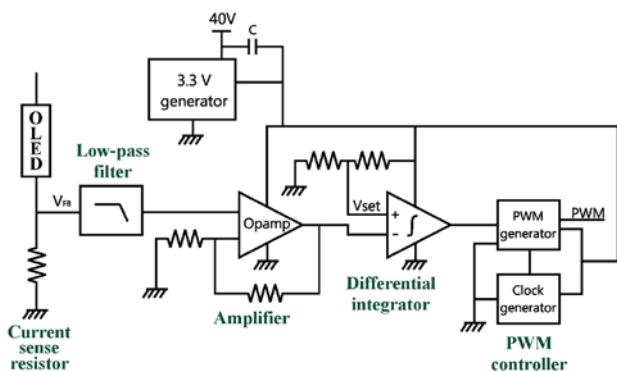 40V
C
3.3 V
generator
OLED
Low-pass
filter
VFB
Opamp
Vset
+
-
∫
PWM
generator
PWM
Clock
generator
Amplifier
Differential
integrator
Current
sense
resistor
PWM
controller